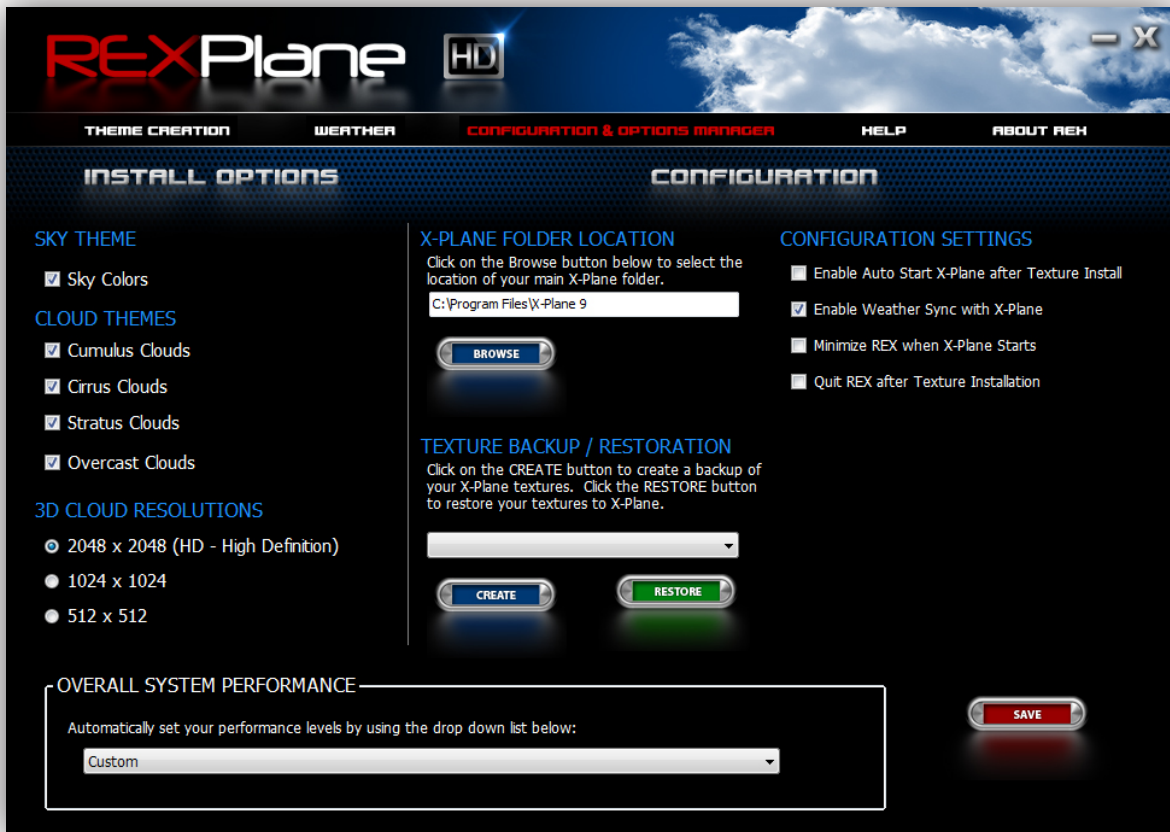 REXPlane HD
THEME CREATION WEATHER CONFIGURATION & OPTIONS MANAGER HELP ABOUT REX
INSTALL OPTIONS
CONFIGURATION
SKY THEME
Sky Colors
CLOUD THEMES
Cumulus Clouds
Cirrus Clouds
Stratus Clouds
Overcast Clouds
3D CLOUD RESOLUTIONS
2048 x 2048 (HD - High Definition)
1024 x 1024
512 x 512
X-PLANE FOLDER LOCATION
Click on the Browse button below to select the
location of your main X-Plane folder.
C:\Program Files\X-Plane 9
BROWSE
TEXTURE BACKUP / RESTORATION
Click on the CREATE button to create a backup of
your X-Plane textures.  Click the RESTORE button
to restore your textures to X-Plane.
CREATE
RESTORE
CONFIGURATION SETTINGS
Enable Auto Start X-Plane after Texture Install
Enable Weather Sync with X-Plane
Minimize REX when X-Plane Starts
Quit REX after Texture Installation
OVERALL SYSTEM PERFORMANCE
Automatically set your performance levels by using the drop down list below:
Custom
SAVE